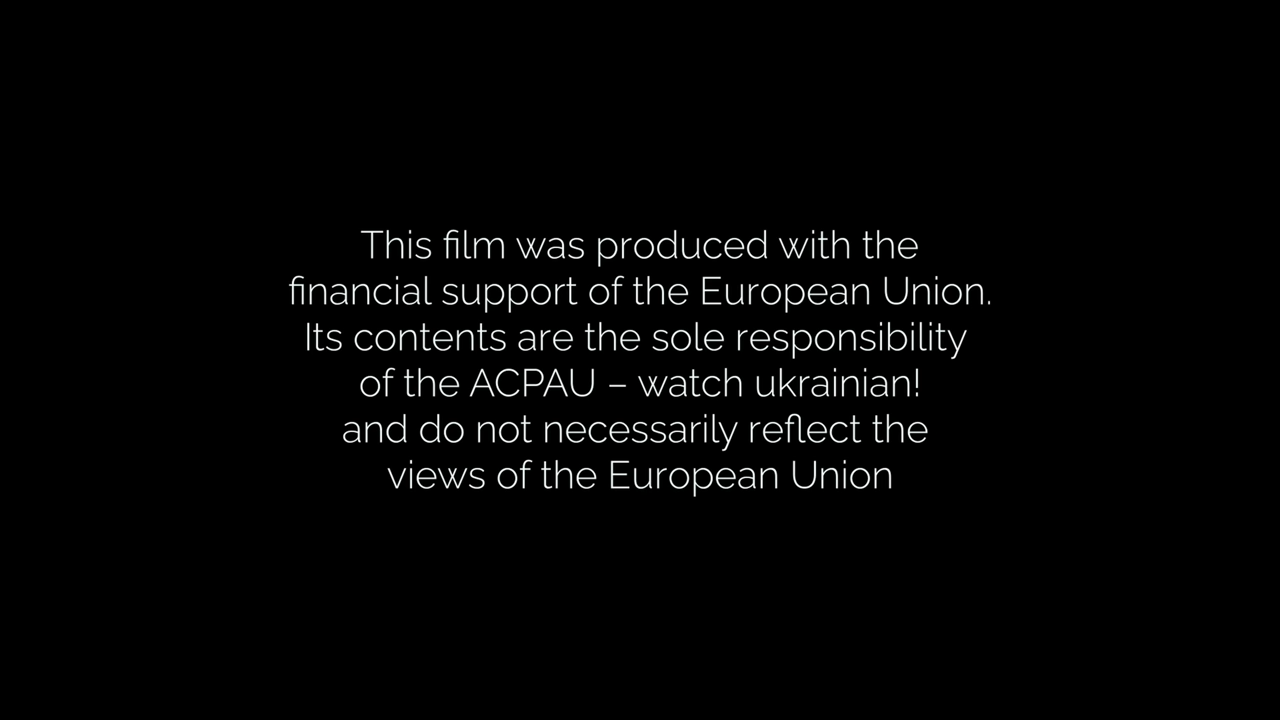 This film was produced with the
financial support of the European Union.
Its contents are the sole responsibility
of the ACPAU – watch ukrainian!
and do not necessarily reflect the
views of the European Union